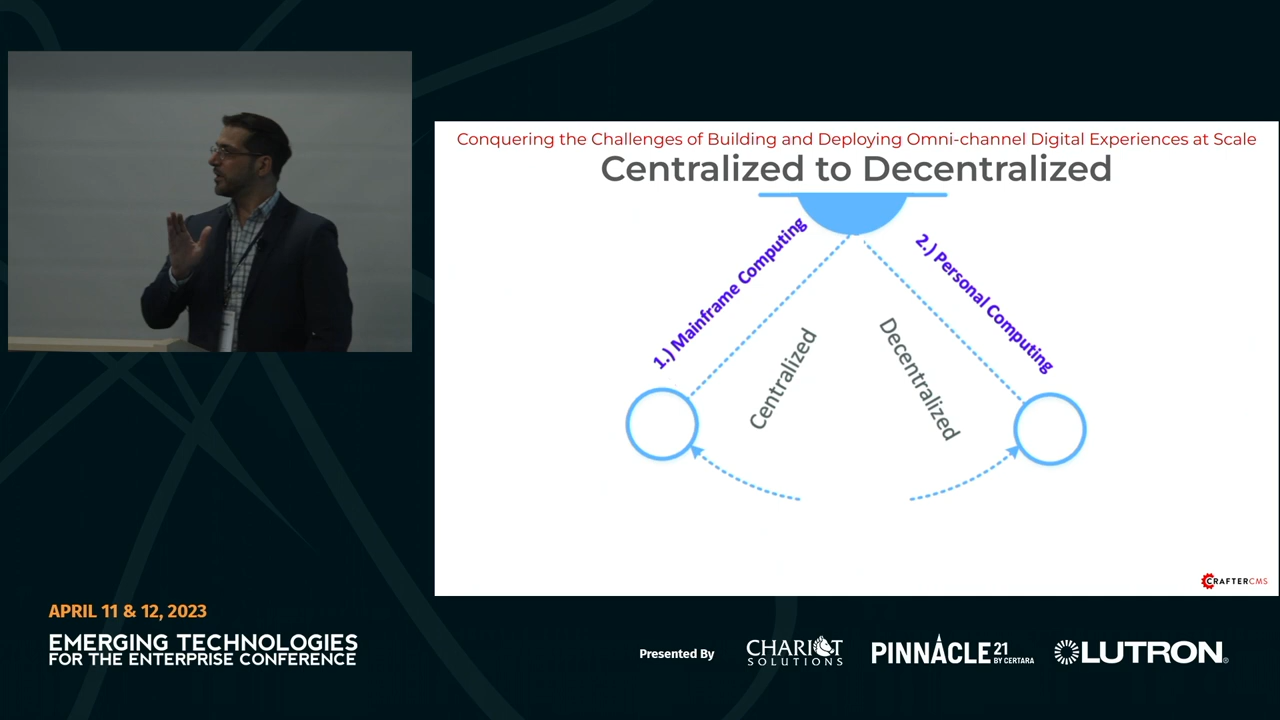 Conquering the Challenges of Building and Deploying Omni-channel Digital Experiences at Scale
Centralized to Decentralized
1.) Mainframe Computing
2.) Personal Computing
Centralized
Decentralized
CRAFTERCMS
APRIL 11 & 12, 2023
EMERGING TECHNOLOGIES
FOR THE ENTERPRISE CONFERENCE
Presented By
CHARIOT
SOLUTIONS
PINNACLE 21
BY CERTARA
LUTRON®